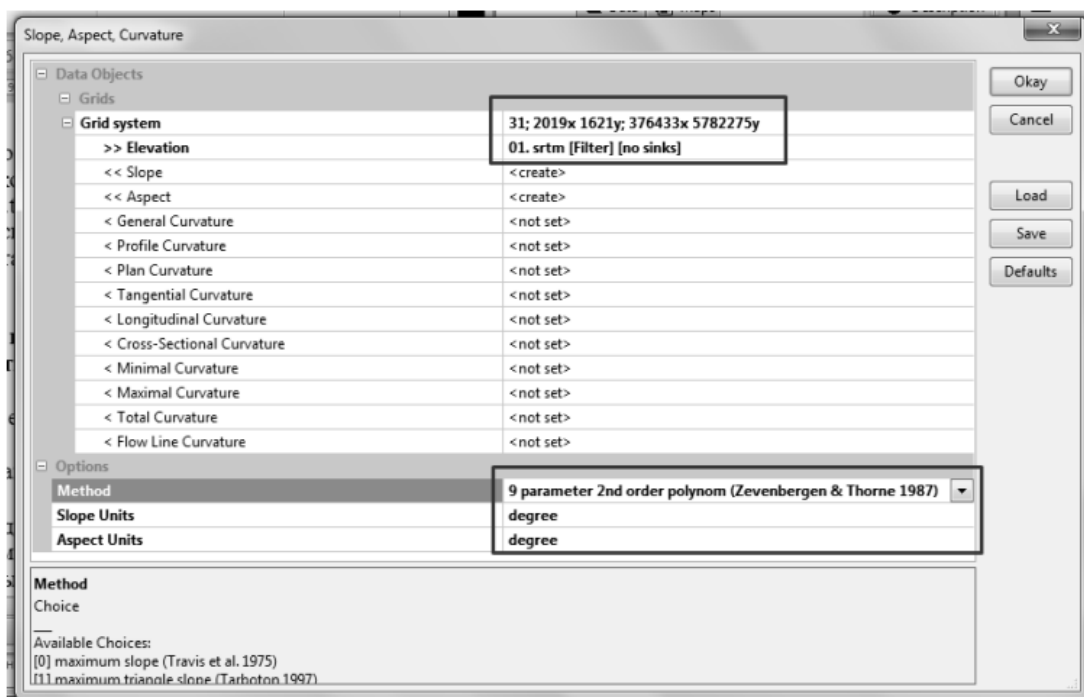 Slope, Aspect, Curvature
Data Objects
Grids
Grid system 31; 2019x 1621y; 376433x 5782275y
>> Elevation 01. srtm [Filter] [no sinks]
<< Slope <create>
<< Aspect <create>
< General Curvature <not set>
< Profile Curvature <not set>
< Plan Curvature <not set>
< Tangential Curvature <not set>
< Longitudinal Curvature <not set>
< Cross-Sectional Curvature <not set>
< Minimal Curvature <not set>
< Maximal Curvature <not set>
< Total Curvature <not set>
< Flow Line Curvature <not set>
Options
Method 9 parameter 2nd order polynom (Zevenbergen & Thorne 1987)
Slope Units degree
Aspect Units degree
Okay
Cancel
Load
Save
Defaults
Method
Choice
Available Choices:
[0] maximum slope (Travis et al. 1975)
[1] maximum triangle slope (Tarboton 1997)